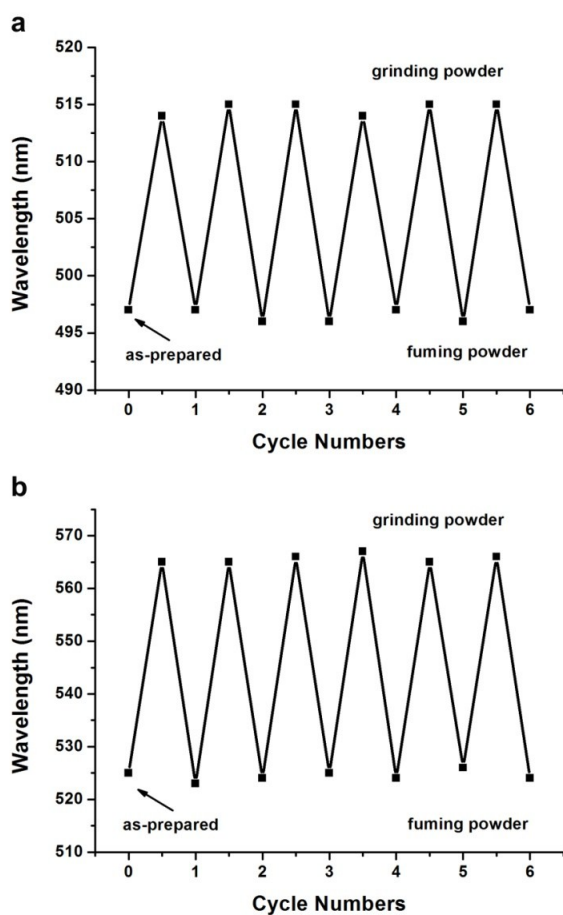 a
520
515
510
505
500
495
490
Wavelength (nm)
grinding powder
as-prepared
fuming powder
0 1 2 3 4 5 6
Cycle Numbers
b
570
560
550
540
530
520
510
Wavelength (nm)
grinding powder
as-prepared
fuming powder
0 1 2 3 4 5 6
Cycle Numbers